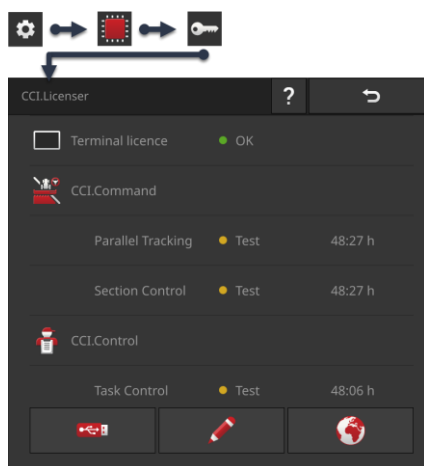 CCI.Licenser ?
Terminal licence OK
CCI.Command
Parallel Tracking Test 48:27 h
Section Control Test 48:27 h
CCI.Control
Task Control Test 48:06 h